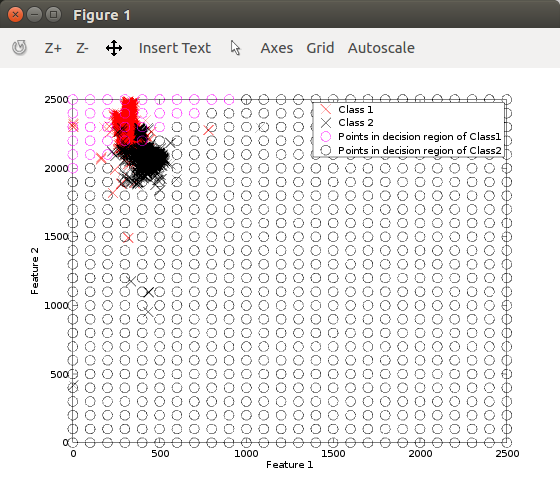 Figure 1
Z+ Z- Insert Text Axes Grid Autoscale
2500
2000
1500
1000
500
0
Feature 2
Class 1
Class 2
Points in decision region of Class1
Points in decision region of Class2
0 500 1000 1500 2000 2500
Feature 1